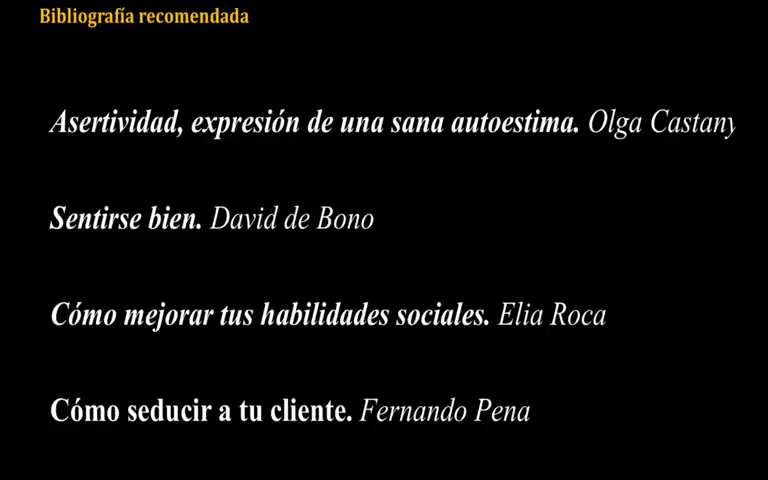 Bibliografía recomendada
Asertividad, expresión de una sana autoestima. Olga Castany
Sentirse bien. David de Bono
Cómo mejorar tus habilidades sociales. Elia Roca
Cómo seducir a tu cliente. Fernando Pena